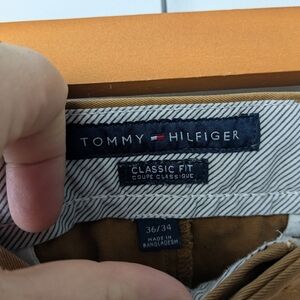 TOMMY HILFIGER
CLASSIC FIT
COUPE CLASSIQUE
36/34
MADE IN
BANGLADESH